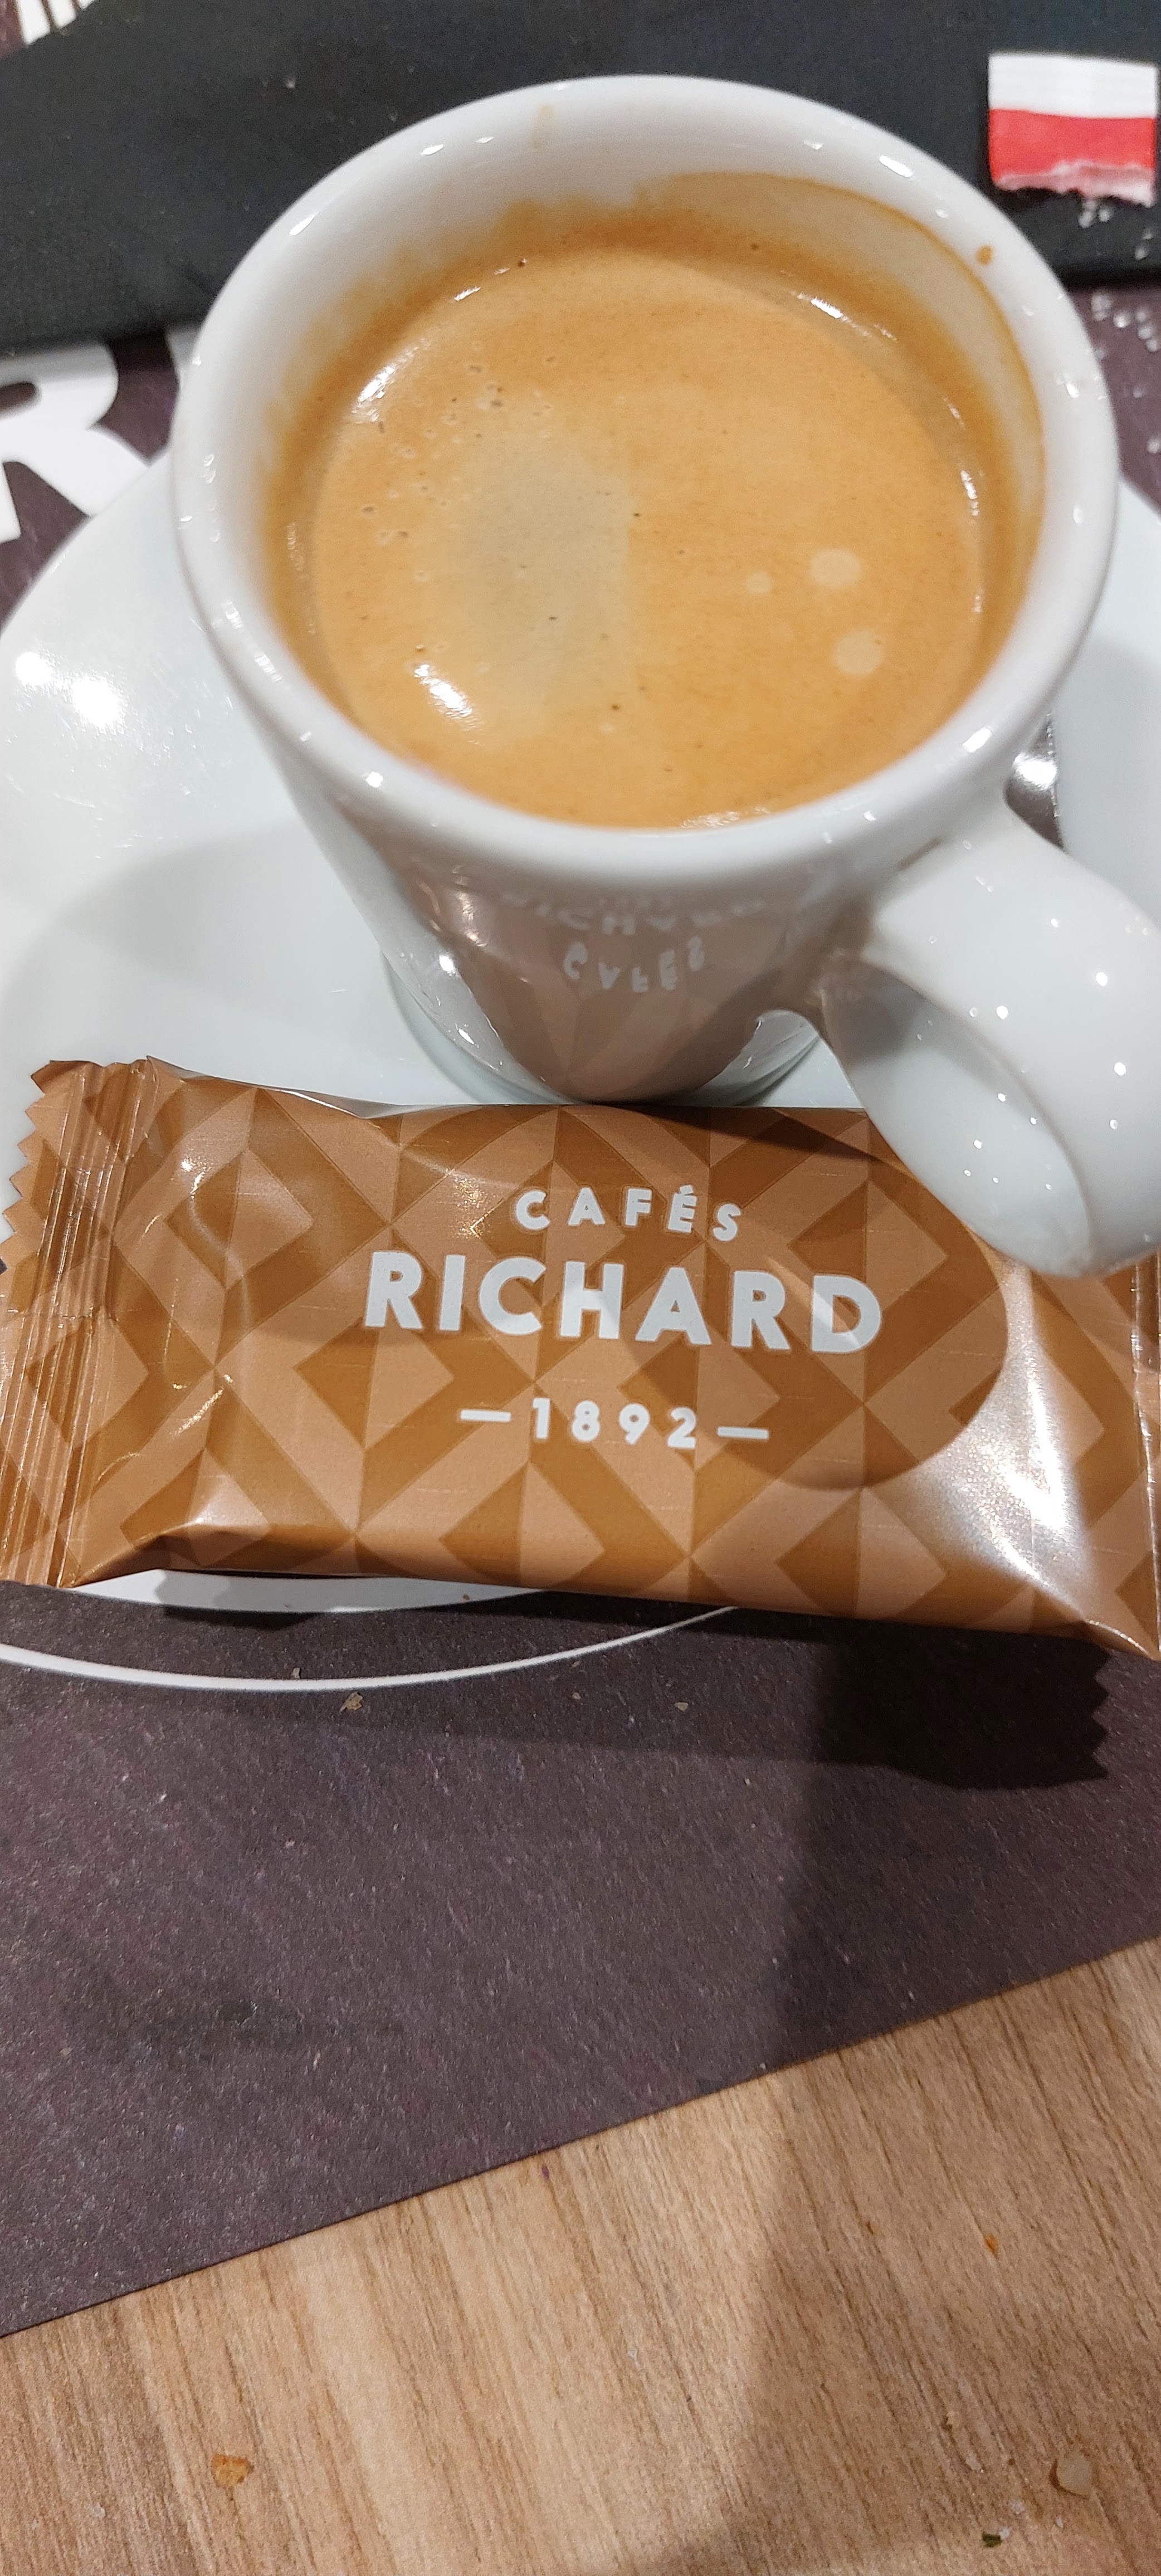 R
CAFÉS
RICHARD
— 1892 —